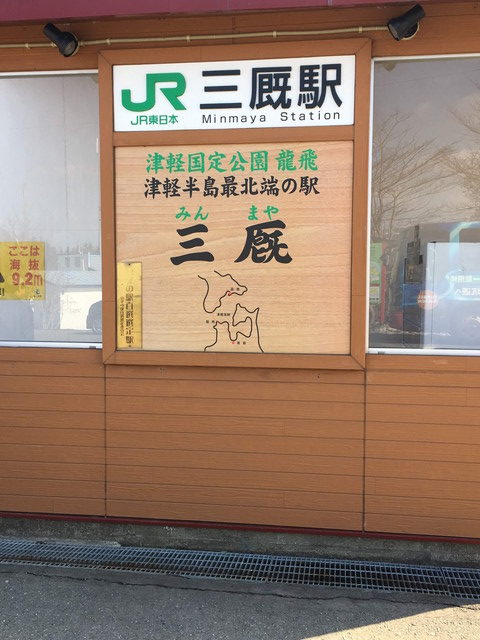 JR 三厩駅
JR東日本
Minmaya Station
津軽国定公園 龍飛
津軽半島最北端の駅
みん まや
三厩
ここは
海抜
9.2m